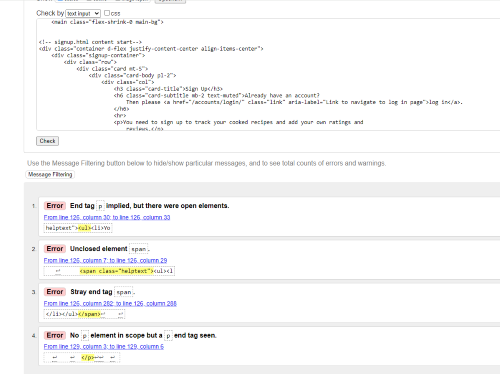 Check by text input css
<main class="flex-shrink-0 main-bg">
<!-- signup.html content start-->
<div class="container d-flex justify-content-center align-items-center">
<div class="signup-container">
<div class="row">
<div class="card mt-5">
<div class="card-body pl-2">
<div class="col">
<h3 class="card-title">Sign Up</h3>
<h6 class="card-subtitle mb-2 text-muted">Already have an account?
Then please <a href="/accounts/login/" class="link" aria-label="Link to navigate to log in page">log in</a>.
</h6>
<hr>
<p>You need to sign up to track your cooked recipes and add your own ratings and
reviews.</p>
Check
Use the Message Filtering button below to hide/show particular messages, and to see total counts of errors and warnings.
Message Filtering
1. Error End tag p implied, but there were open elements.
From line 126, column 30; to line 126, column 33
helptext"><ul><li>Yo
2. Error Unclosed element span.
From line 126, column 7; to line 126, column 29
↩ <span class="helptext"><ul><l
3. Error Stray end tag span.
From line 126, column 282; to line 126, column 288
</li></ul></span>↩ ↩
4. Error No p element in scope but a p end tag seen.
From line 129, column 3; to line 129, column 6
↩ ↩ </p>↩↩ ↩